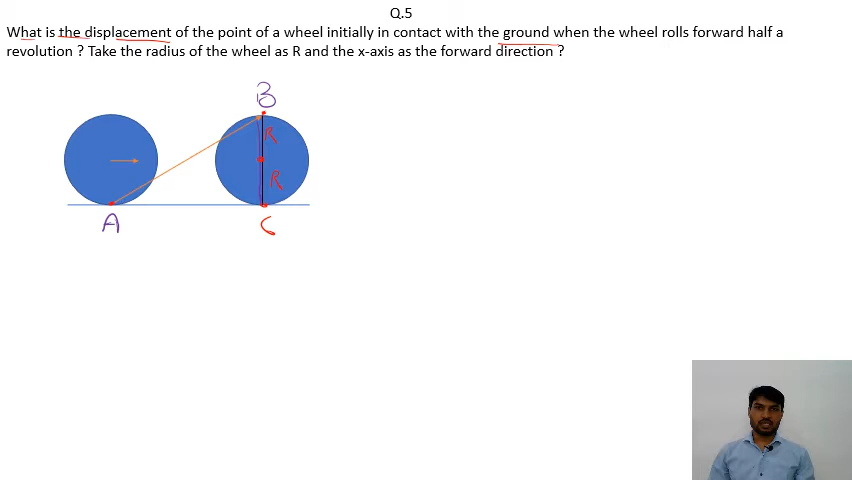 Q.5
What is the displacement of the point of a wheel initially in contact with the ground when the wheel rolls forward half a
revolution ? Take the radius of the wheel as R and the x-axis as the forward direction ?
B
R
R
A
C